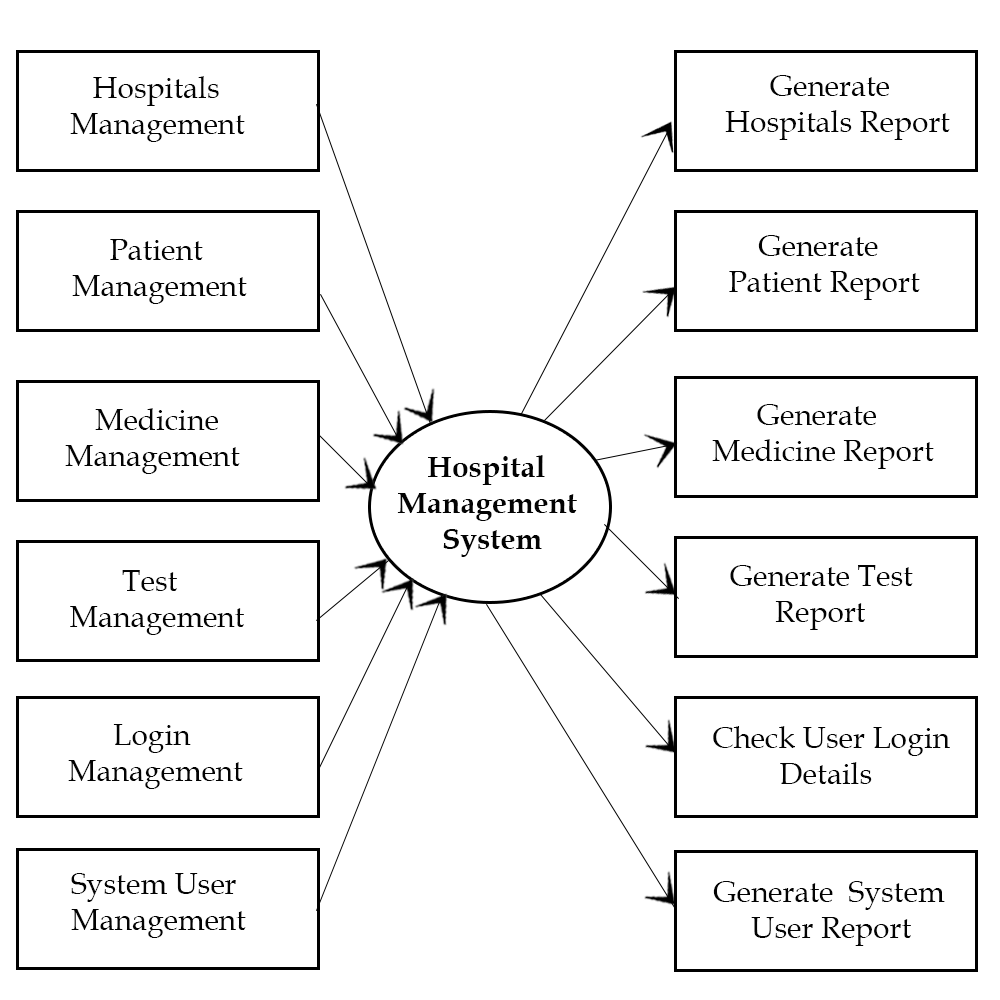 Hospitals
Management
Patient
Management
Medicine
Management
Test
Management
Login
Management
System User
Management
Hospital
Management
System
Generate
Hospitals Report
Generate
Patient Report
Generate
Medicine Report
Generate Test
Report
Check User Login
Details
Generate System
User Report